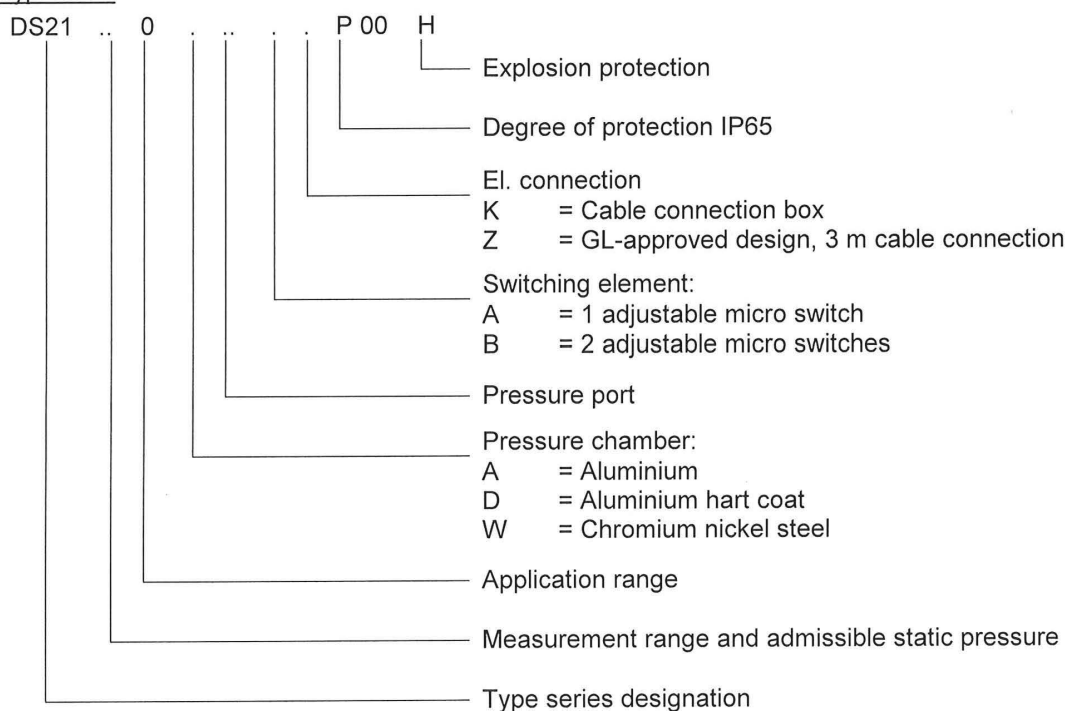 DS21 .. 0 . .. . . P 00 H
Explosion protection
Degree of protection IP65
El. connection
K = Cable connection box
Z = GL-approved design, 3 m cable connection
Switching element:
A = 1 adjustable micro switch
B = 2 adjustable micro switches
Pressure port
Pressure chamber:
A = Aluminium
D = Aluminium hart coat
W = Chromium nickel steel
Application range
Measurement range and admissible static pressure
Type series designation